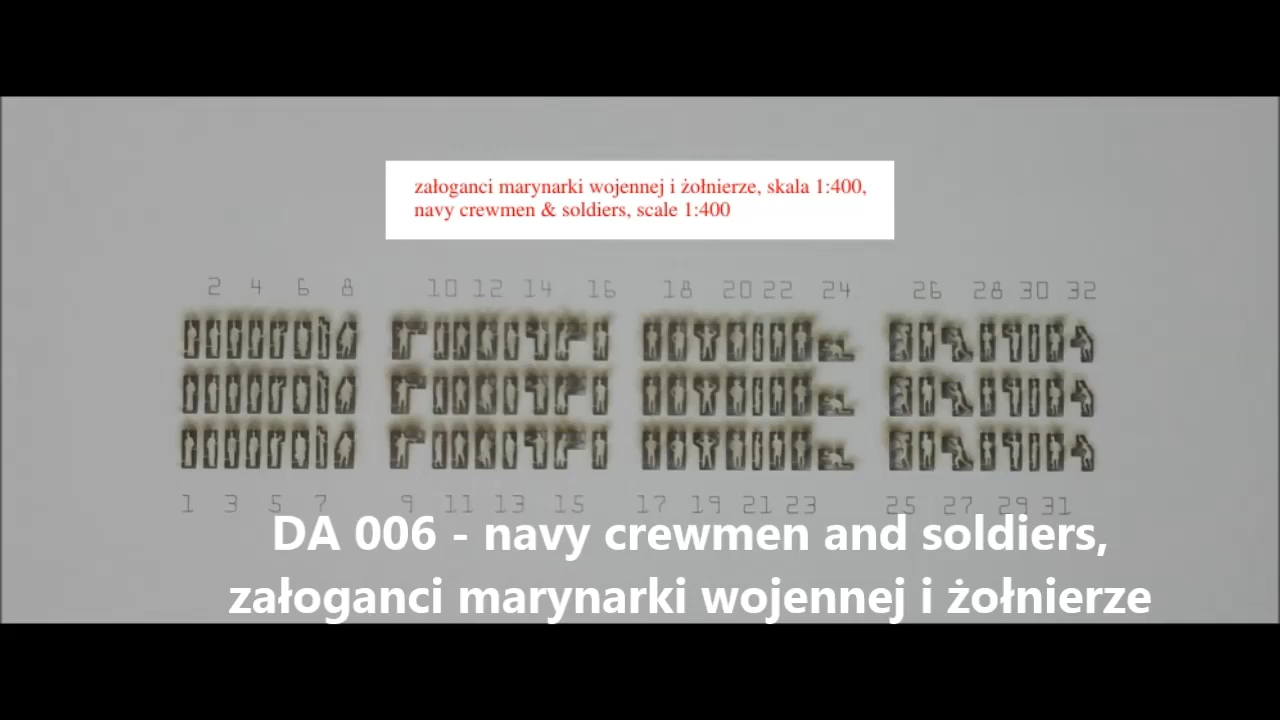 załoganci marynarki wojennej i żołnierze, skala 1:400,
navy crewmen & soldiers, scale 1:400
2 4 6 8 10 12 14 16 18 20 22 24 26 28 30 32
1 3 5 7 9 11 13 15 17 19 21 23 25 27 29 31
DA 006 - navy crewmen and soldiers,
załoganci marynarki wojennej i żołnierze